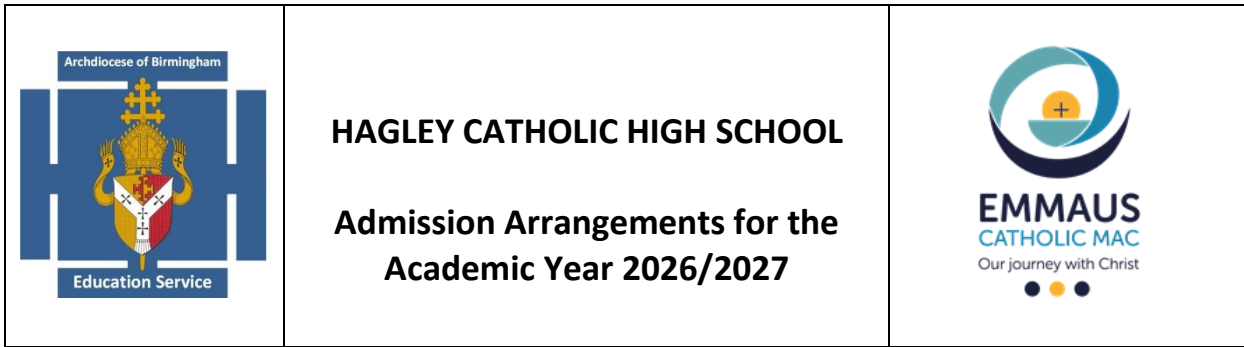 Archdiocese of Birmingham
Education Service
HAGLEY CATHOLIC HIGH SCHOOL
Admission Arrangements for the
Academic Year 2026/2027
EMMAUS
CATHOLIC MAC
Our journey with Christ